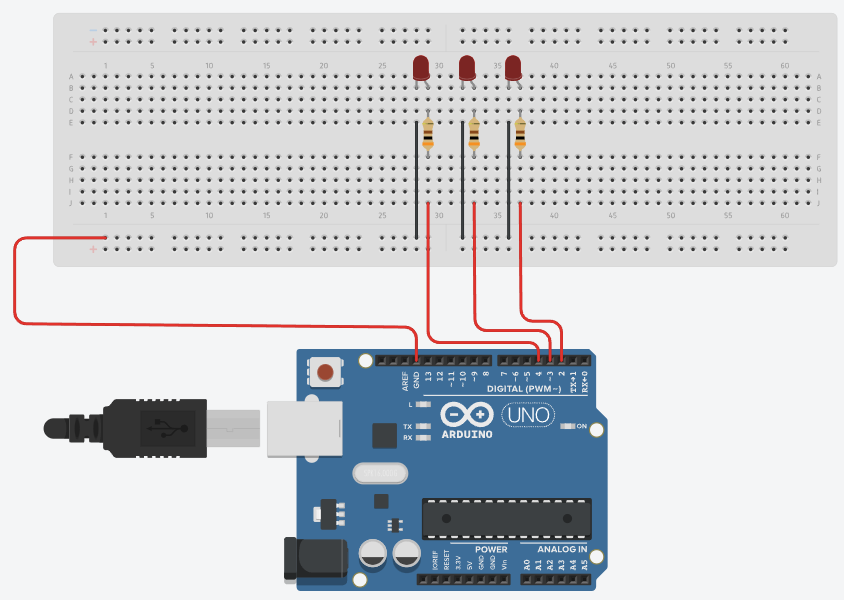 − −
+ +
1 5 10 15 20 25 30 35 40 45 50 55 60
A A
B B
C C
D D
E E
F F
G G
H H
I I
J J
1 5 10 15 20 25 30 35 40 45 50 55 60
+ +
AREF GND 13 12 ~11 ~10 ~9 8 7 ~6 ~5 4 ~3 2 TX→1 RX←0
DIGITAL (PWM~)
L
TX
RX
UNO
ARDUINO
ON
POWER ANALOG IN
IOREF RESET 3.3V 5V GND GND Vin A0 A1 A2 A3 A4 A5